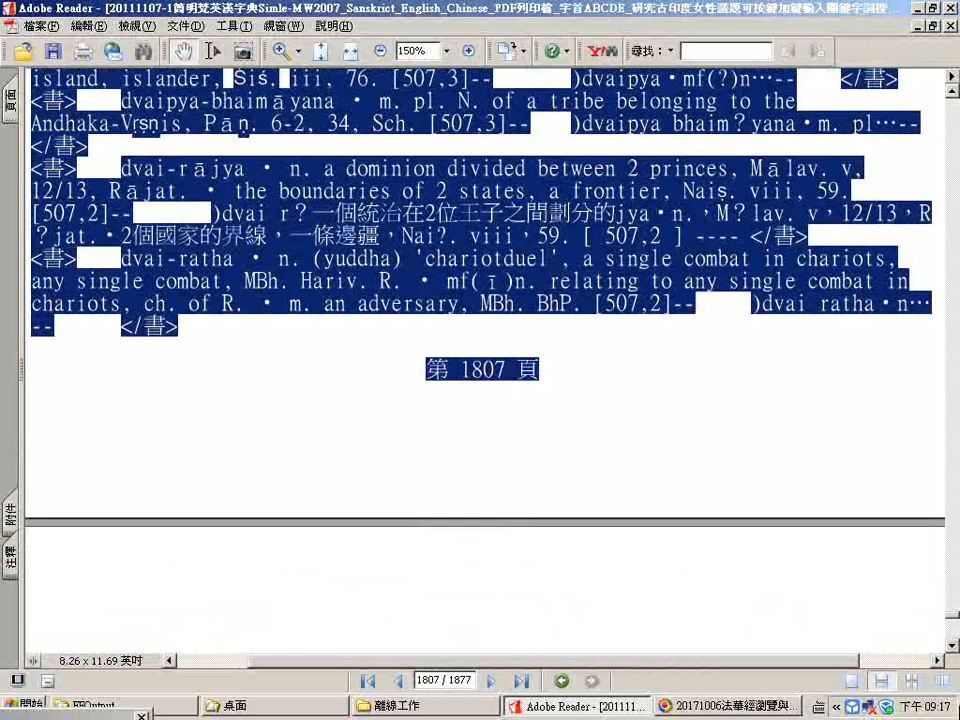 Adobe Reader - [20111107-1簡明梵英漢字典Simle-MW2007_Sanskrict_English_Chinese_PDF列印檔_字首ABCDE_研究古印度女性議題可按鍵加鍵輸入關鍵字詞搜
檔案(F) 編輯(E) 檢視(V) 文件(D) 工具(T) 視窗(W) 說明(H)
150% 尋找：
頁面
附件
注釋
island, islander, Śiś. iii, 76. [507,3]-- )dvaipya‧mf(?)n…-- </書>
<書> dvaipya-bhaimāyana ‧ m. pl. N. of a tribe belonging to the
Andhaka-Vṛṣṇis, Pāṇ. 6-2, 34, Sch. [507,3]-- )dvaipya bhaim？yana‧m. pl…--
</書>
<書> dvai-rājya ‧ n. a dominion divided between 2 princes, Mālav. v,
12/13, Rājat. ‧ the boundaries of 2 states, a frontier, Naiṣ. viii, 59.
[507,2]-- )dvai r？一個統治在2位王子之間劃分的jya‧n.，M？lav. v，12/13，R
？jat.‧2個國家的界線，一條邊疆，Nai?. viii，59. [ 507,2 ] ---- </書>
<書> dvai-ratha ‧ n. (yuddha) 'chariotduel', a single combat in chariots,
any single combat, MBh. Hariv. R. ‧ mf(ī)n. relating to any single combat in
chariots, ch. of R. ‧ m. an adversary, MBh. BhP. [507,2]-- )dvai ratha‧n…
-- </書>
第 1807 頁
8.26 x 11.69 英吋
1807 / 1877
開始 FFOutput 桌面 離線工作 Adobe Reader - [201111... 20171006法華經瀏覽與... 下午 09:17